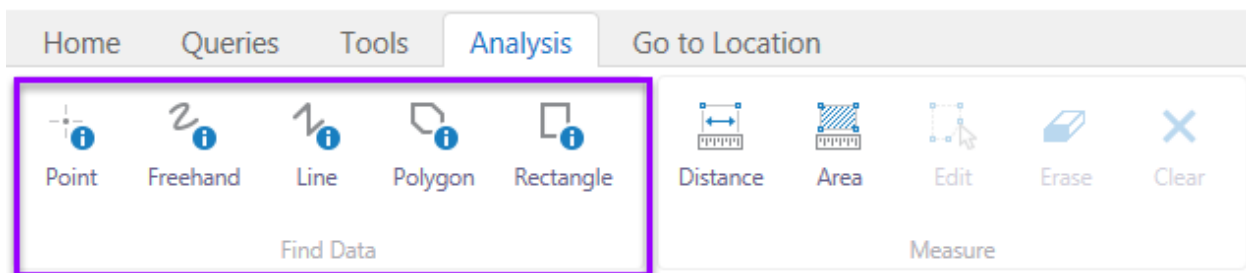 Home Queries Tools Analysis Go to Location
Point Freehand Line Polygon Rectangle Distance Area Edit Erase Clear
Find Data Measure